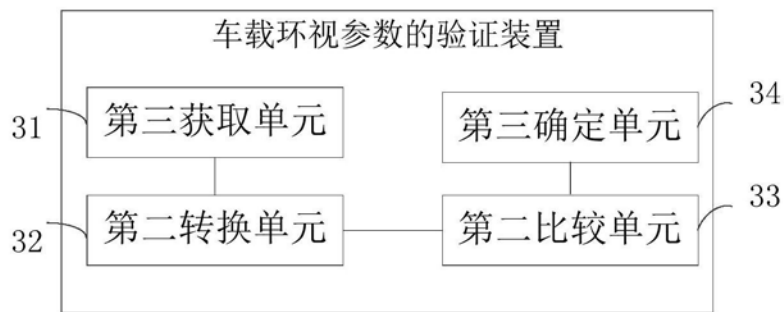 车载环视参数的验证装置
31
第三获取单元
第三确定单元
34
32
第二转换单元
第二比较单元
33